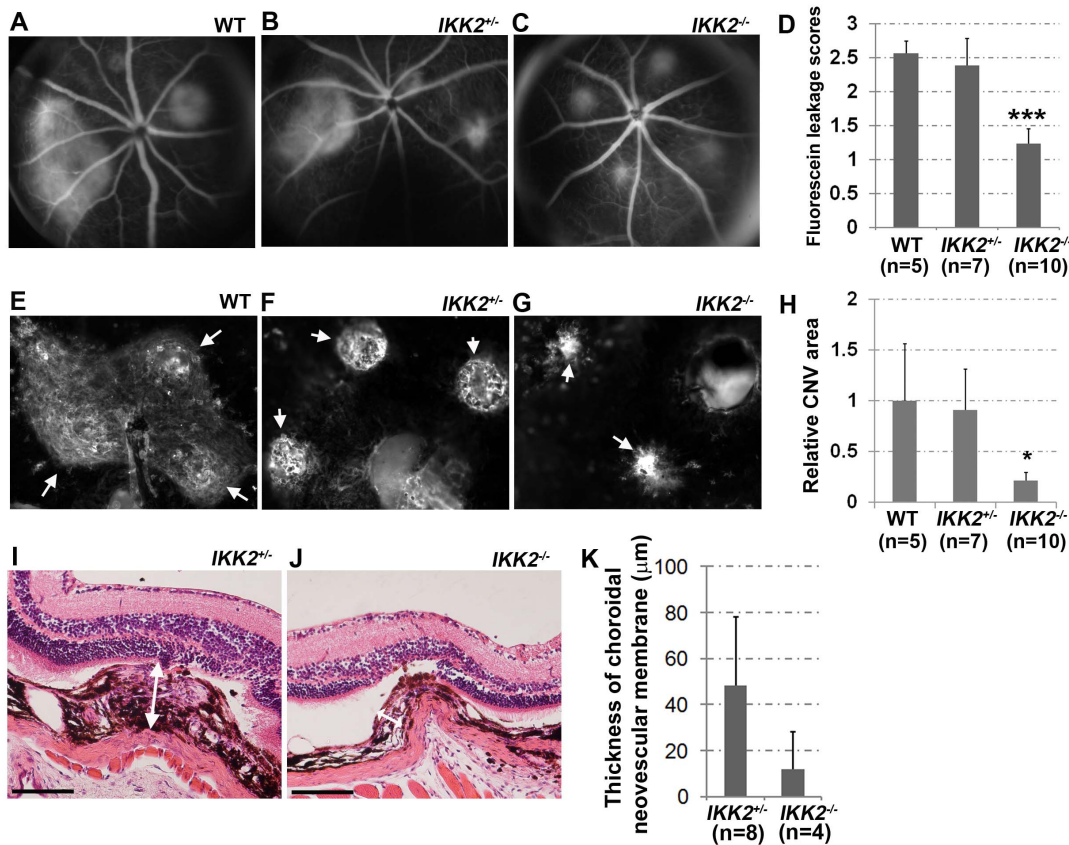 A WT
B IKK2+/-
C IKK2-/-
D
Fluorescein leakage scores
3
2.5
2
1.5
1
0.5
0
***
WT IKK2+/- IKK2-/-
(n=5) (n=7) (n=10)
E WT
F IKK2+/-
G IKK2-/-
H
Relative CNV area
2
1.5
1
0.5
0
*
WT IKK2+/- IKK2-/-
(n=5) (n=7) (n=10)
I IKK2+/-
J IKK2-/-
K
Thickness of choroidal
neovescular membrane (μm)
100
80
60
40
20
0
IKK2+/- IKK2-/-
(n=8) (n=4)